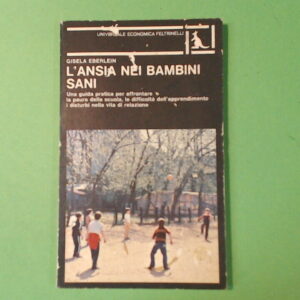 UNIVERSALE ECONOMICA FELTRINELLI
GISELA EBERLEIN
L'ANSIA NEI BAMBINI
SANI
Una guida pratica per affrontare
la paura della scuola, le difficoltà dell'apprendimento
i disturbi nella vita di relazione